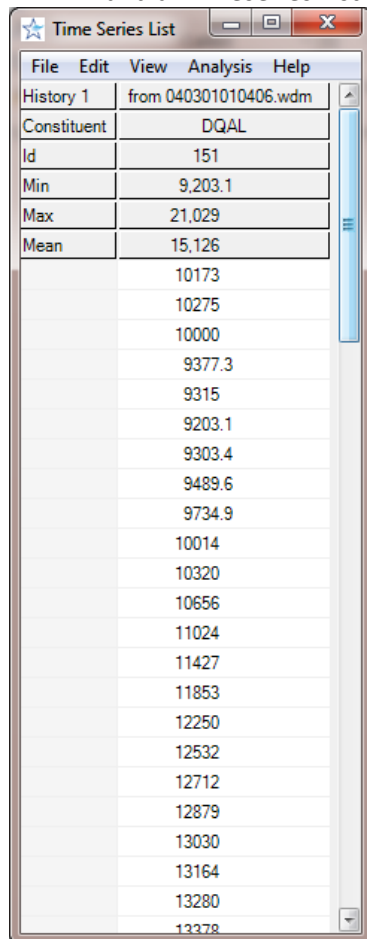 Time Series List
File Edit View Analysis Help
History 1 from 040301010406.wdm
Constituent DQAL
Id 151
Min 9,203.1
Max 21,029
Mean 15,126
10173
10275
10000
9377.3
9315
9203.1
9303.4
9489.6
9734.9
10014
10320
10656
11024
11427
11853
12250
12532
12712
12879
13030
13164
13280
13378